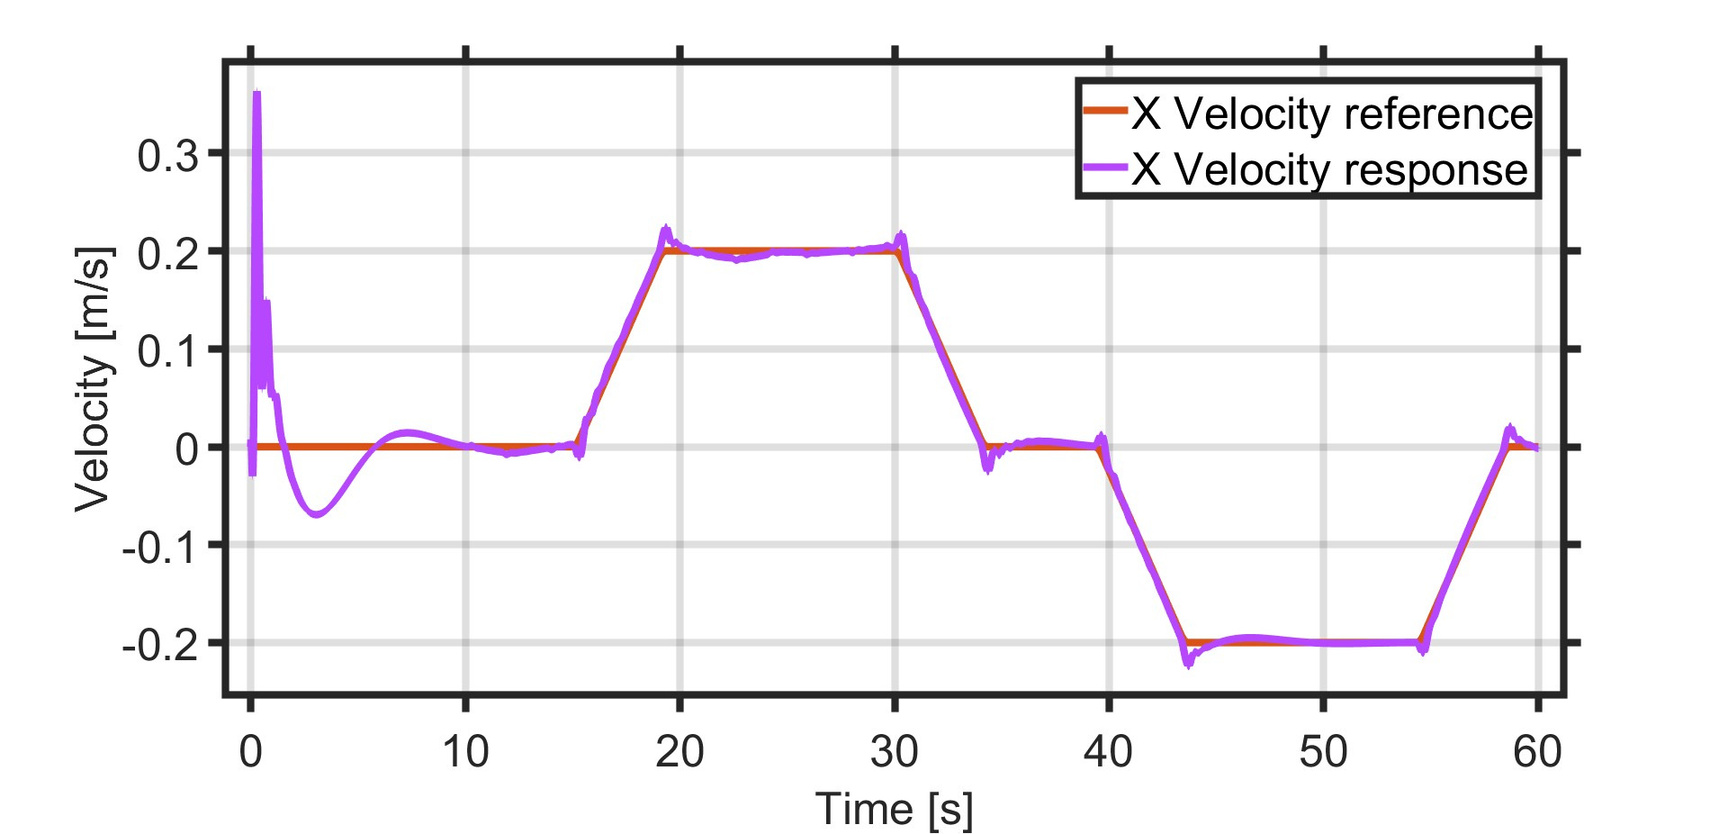 X Velocity reference
X Velocity response
0.3
0.2
0.1
0
-0.1
-0.2
Velocity [m/s]
0 10 20 30 40 50 60
Time [s]